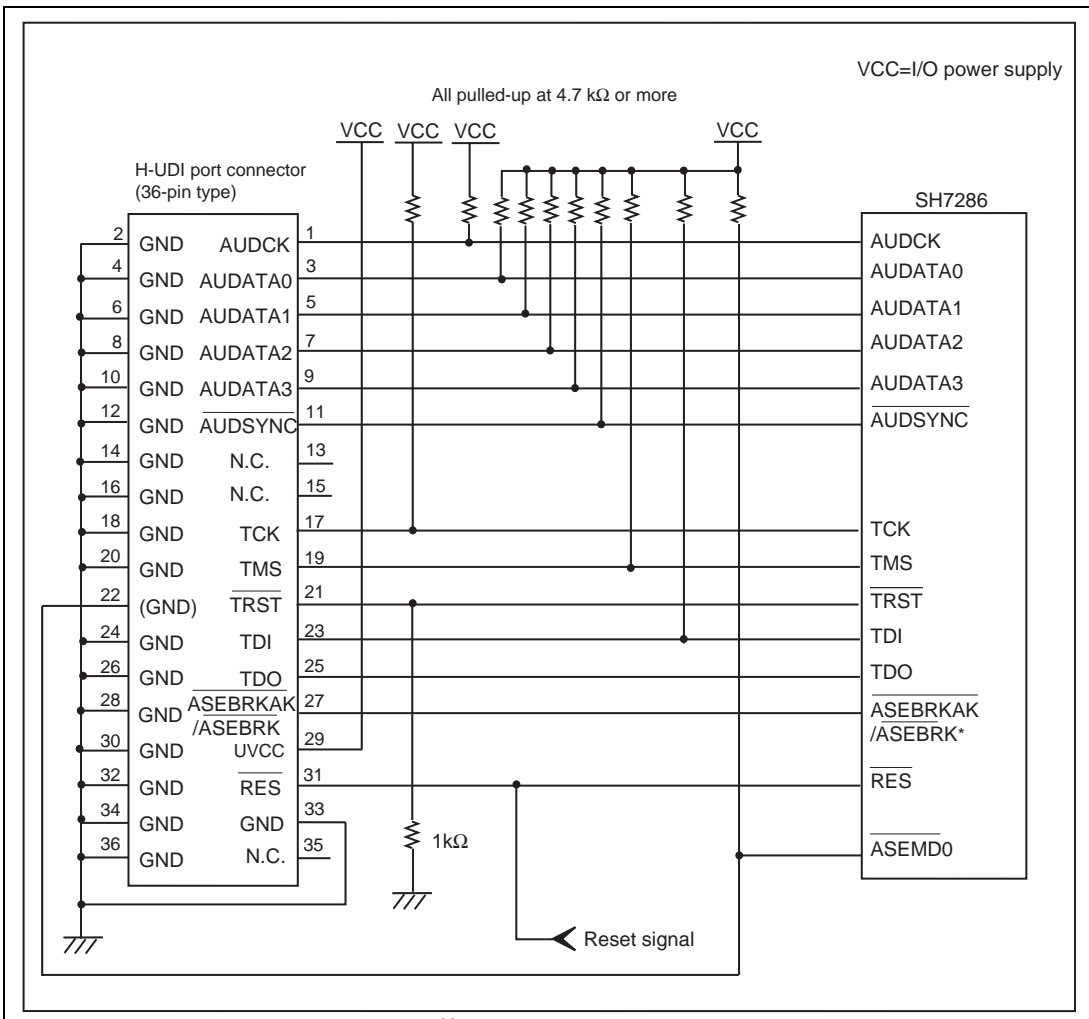 VCC=I/O power supply
All pulled-up at 4.7 kΩ or more
VCC VCC VCC VCC
H-UDI port connector
(36-pin type)
SH7286
2 GND AUDCK 1 AUDCK
4 GND AUDATA0 3 AUDATA0
6 GND AUDATA1 5 AUDATA1
8 GND AUDATA2 7 AUDATA2
10 GND AUDATA3 9 AUDATA3
12 GND AUDSYNC 11 AUDSYNC
14 GND N.C. 13
16 GND N.C. 15
18 GND TCK 17 TCK
20 GND TMS 19 TMS
22 (GND) TRST 21 TRST
24 GND TDI 23 TDI
26 GND TDO 25 TDO
28 GND ASEBRKAK 27 ASEBRKAK
/ASEBRK /ASEBRK*
30 GND UVCC 29
32 GND RES 31 RES
34 GND GND 33
1kΩ
36 GND N.C. 35 ASEMD0
Reset signal